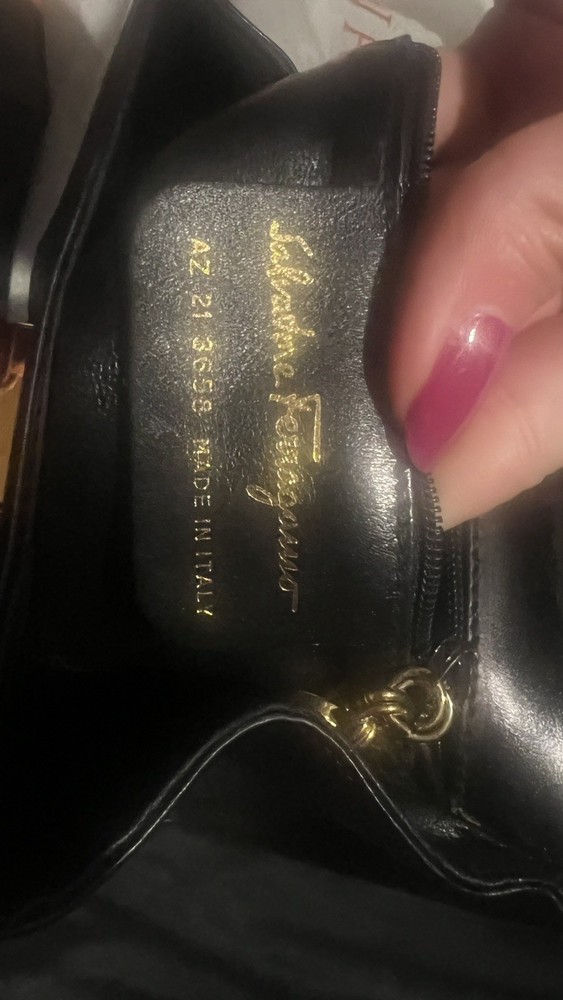 Salvatore Ferragamo
AZ 21 3658 MADE IN ITALY